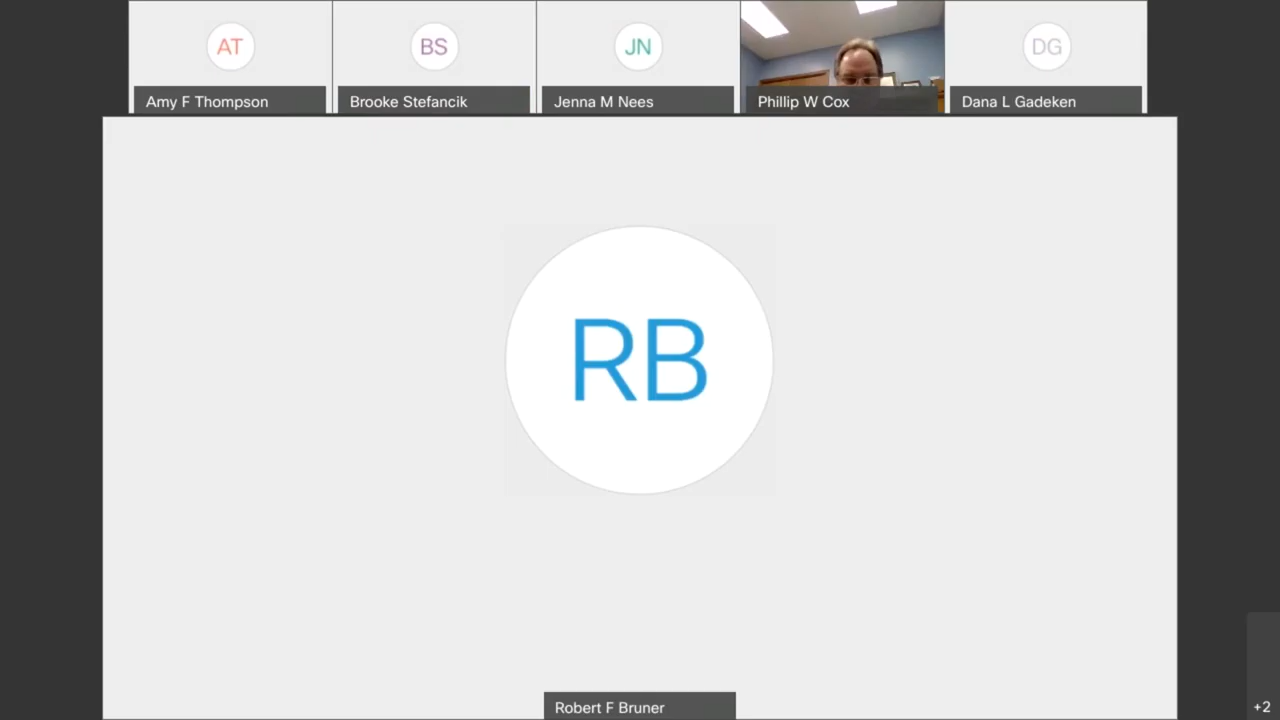 AT
BS
JN
DG
Amy F Thompson
Brooke Stefancik
Jenna M Nees
Phillip W Cox
Dana L Gadeken
RB
Robert F Bruner
+2